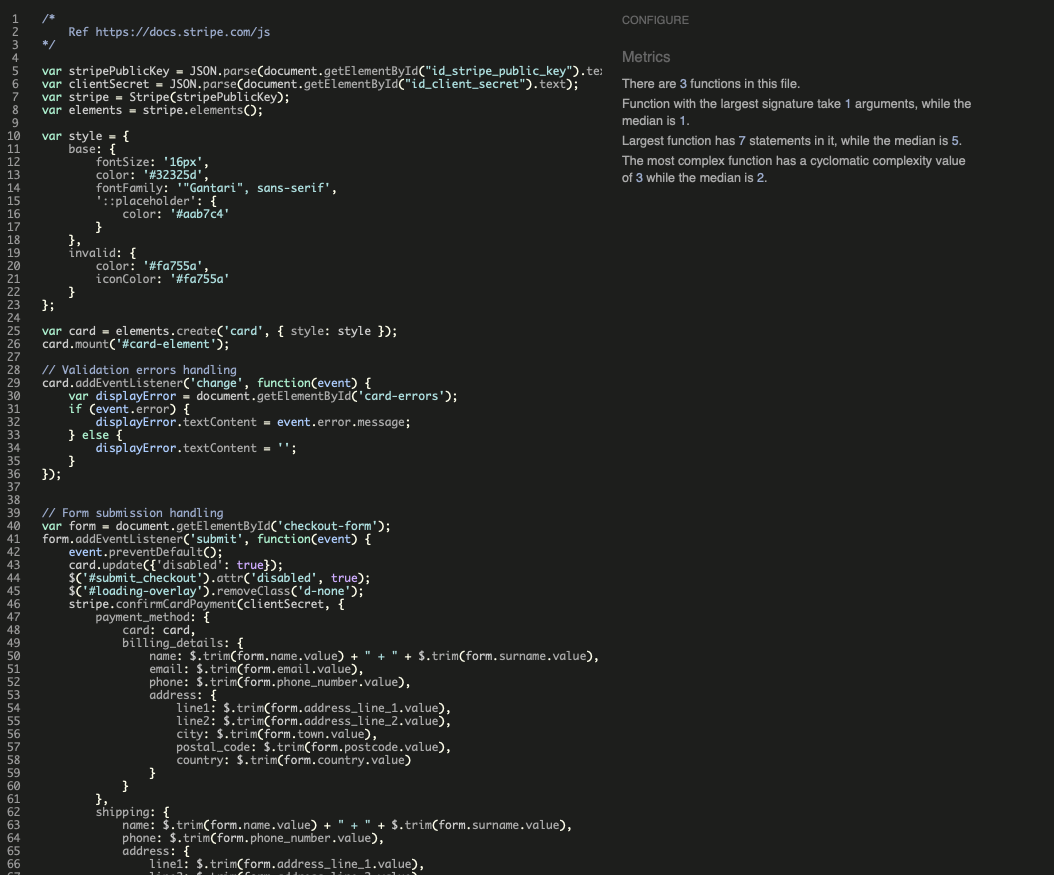 1 /*
2     Ref https://docs.stripe.com/js
3 */
4
5 var stripePublicKey = JSON.parse(document.getElementById("id_stripe_public_key").te
6 var clientSecret = JSON.parse(document.getElementById("id_client_secret").text);
7 var stripe = Stripe(stripePublicKey);
8 var elements = stripe.elements();
9
10 var style = {
11     base: {
12         fontSize: '16px',
13         color: '#32325d',
14         fontFamily: '"Gantari", sans-serif',
15         '::placeholder': {
16             color: '#aab7c4'
17         }
18     },
19     invalid: {
20         color: '#fa755a',
21         iconColor: '#fa755a'
22     }
23 };
24
25 var card = elements.create('card', { style: style });
26 card.mount('#card-element');
27
28 // Validation errors handling
29 card.addEventListener('change', function(event) {
30     var displayError = document.getElementById('card-errors');
31     if (event.error) {
32         displayError.textContent = event.error.message;
33     } else {
34         displayError.textContent = '';
35     }
36 });
37
38
39 // Form submission handling
40 var form = document.getElementById('checkout-form');
41 form.addEventListener('submit', function(event) {
42     event.preventDefault();
43     card.update({'disabled': true});
44     $('#submit_checkout').attr('disabled', true);
45     $('#loading-overlay').removeClass('d-none');
46     stripe.confirmCardPayment(clientSecret, {
47         payment_method: {
48             card: card,
49             billing_details: {
50                 name: $.trim(form.name.value) + " + " + $.trim(form.surname.value),
51                 email: $.trim(form.email.value),
52                 phone: $.trim(form.phone_number.value),
53                 address: {
54                     line1: $.trim(form.address_line_1.value),
55                     line2: $.trim(form.address_line_2.value),
56                     city: $.trim(form.town.value),
57                     postal_code: $.trim(form.postcode.value),
58                     country: $.trim(form.country.value)
59                 }
60             }
61         },
62         shipping: {
63             name: $.trim(form.name.value) + " + " + $.trim(form.surname.value),
64             phone: $.trim(form.phone_number.value),
65             address: {
66                 line1: $.trim(form.address_line_1.value),
CONFIGURE
Metrics
There are 3 functions in this file.
Function with the largest signature take 1 arguments, while the
median is 1.
Largest function has 7 statements in it, while the median is 5.
The most complex function has a cyclomatic complexity value
of 3 while the median is 2.